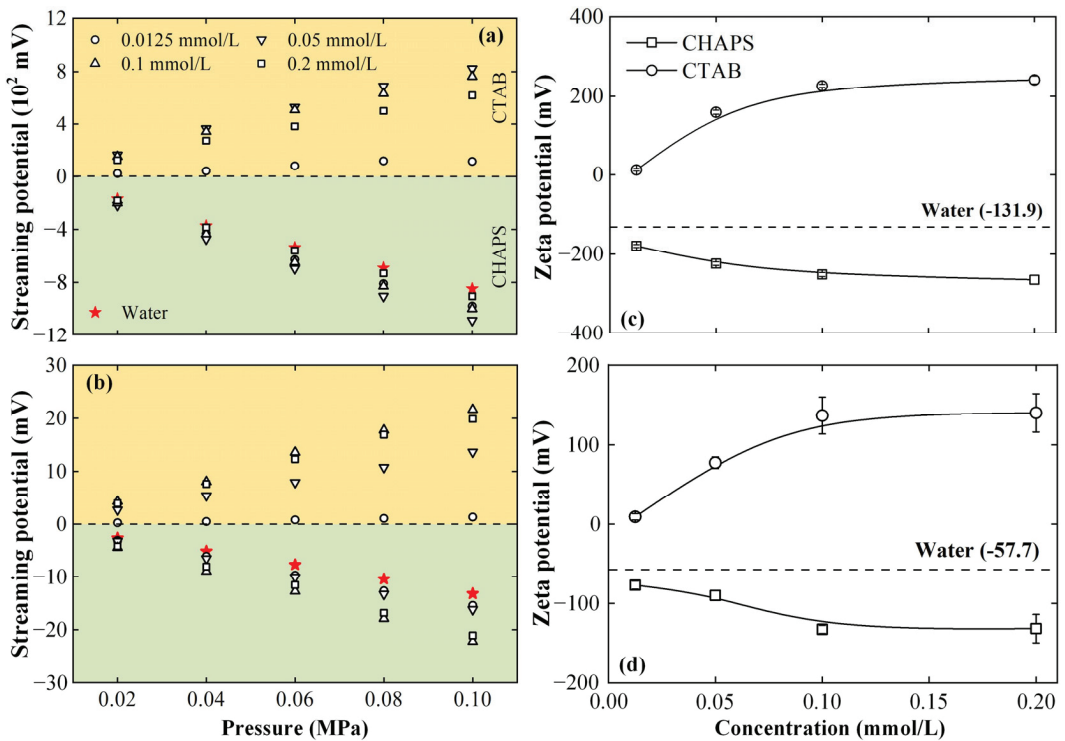 12
8
4
0
−4
−8
−12
Streaming potential (10² mV)
0.0125 mmol/L
0.05 mmol/L
0.1 mmol/L
0.2 mmol/L
(a)
CTAB
CHAPS
Water
30
20
10
0
−10
−20
−30
Streaming potential (mV)
(b)
0.02
0.04
0.06
0.08
0.10
Pressure (MPa)
400
200
0
−200
−400
Zeta potential (mV)
CHAPS
CTAB
Water (-131.9)
(c)
200
100
0
−100
−200
Zeta potential (mV)
Water (-57.7)
(d)
0.00
0.05
0.10
0.15
0.20
Concentration (mmol/L)